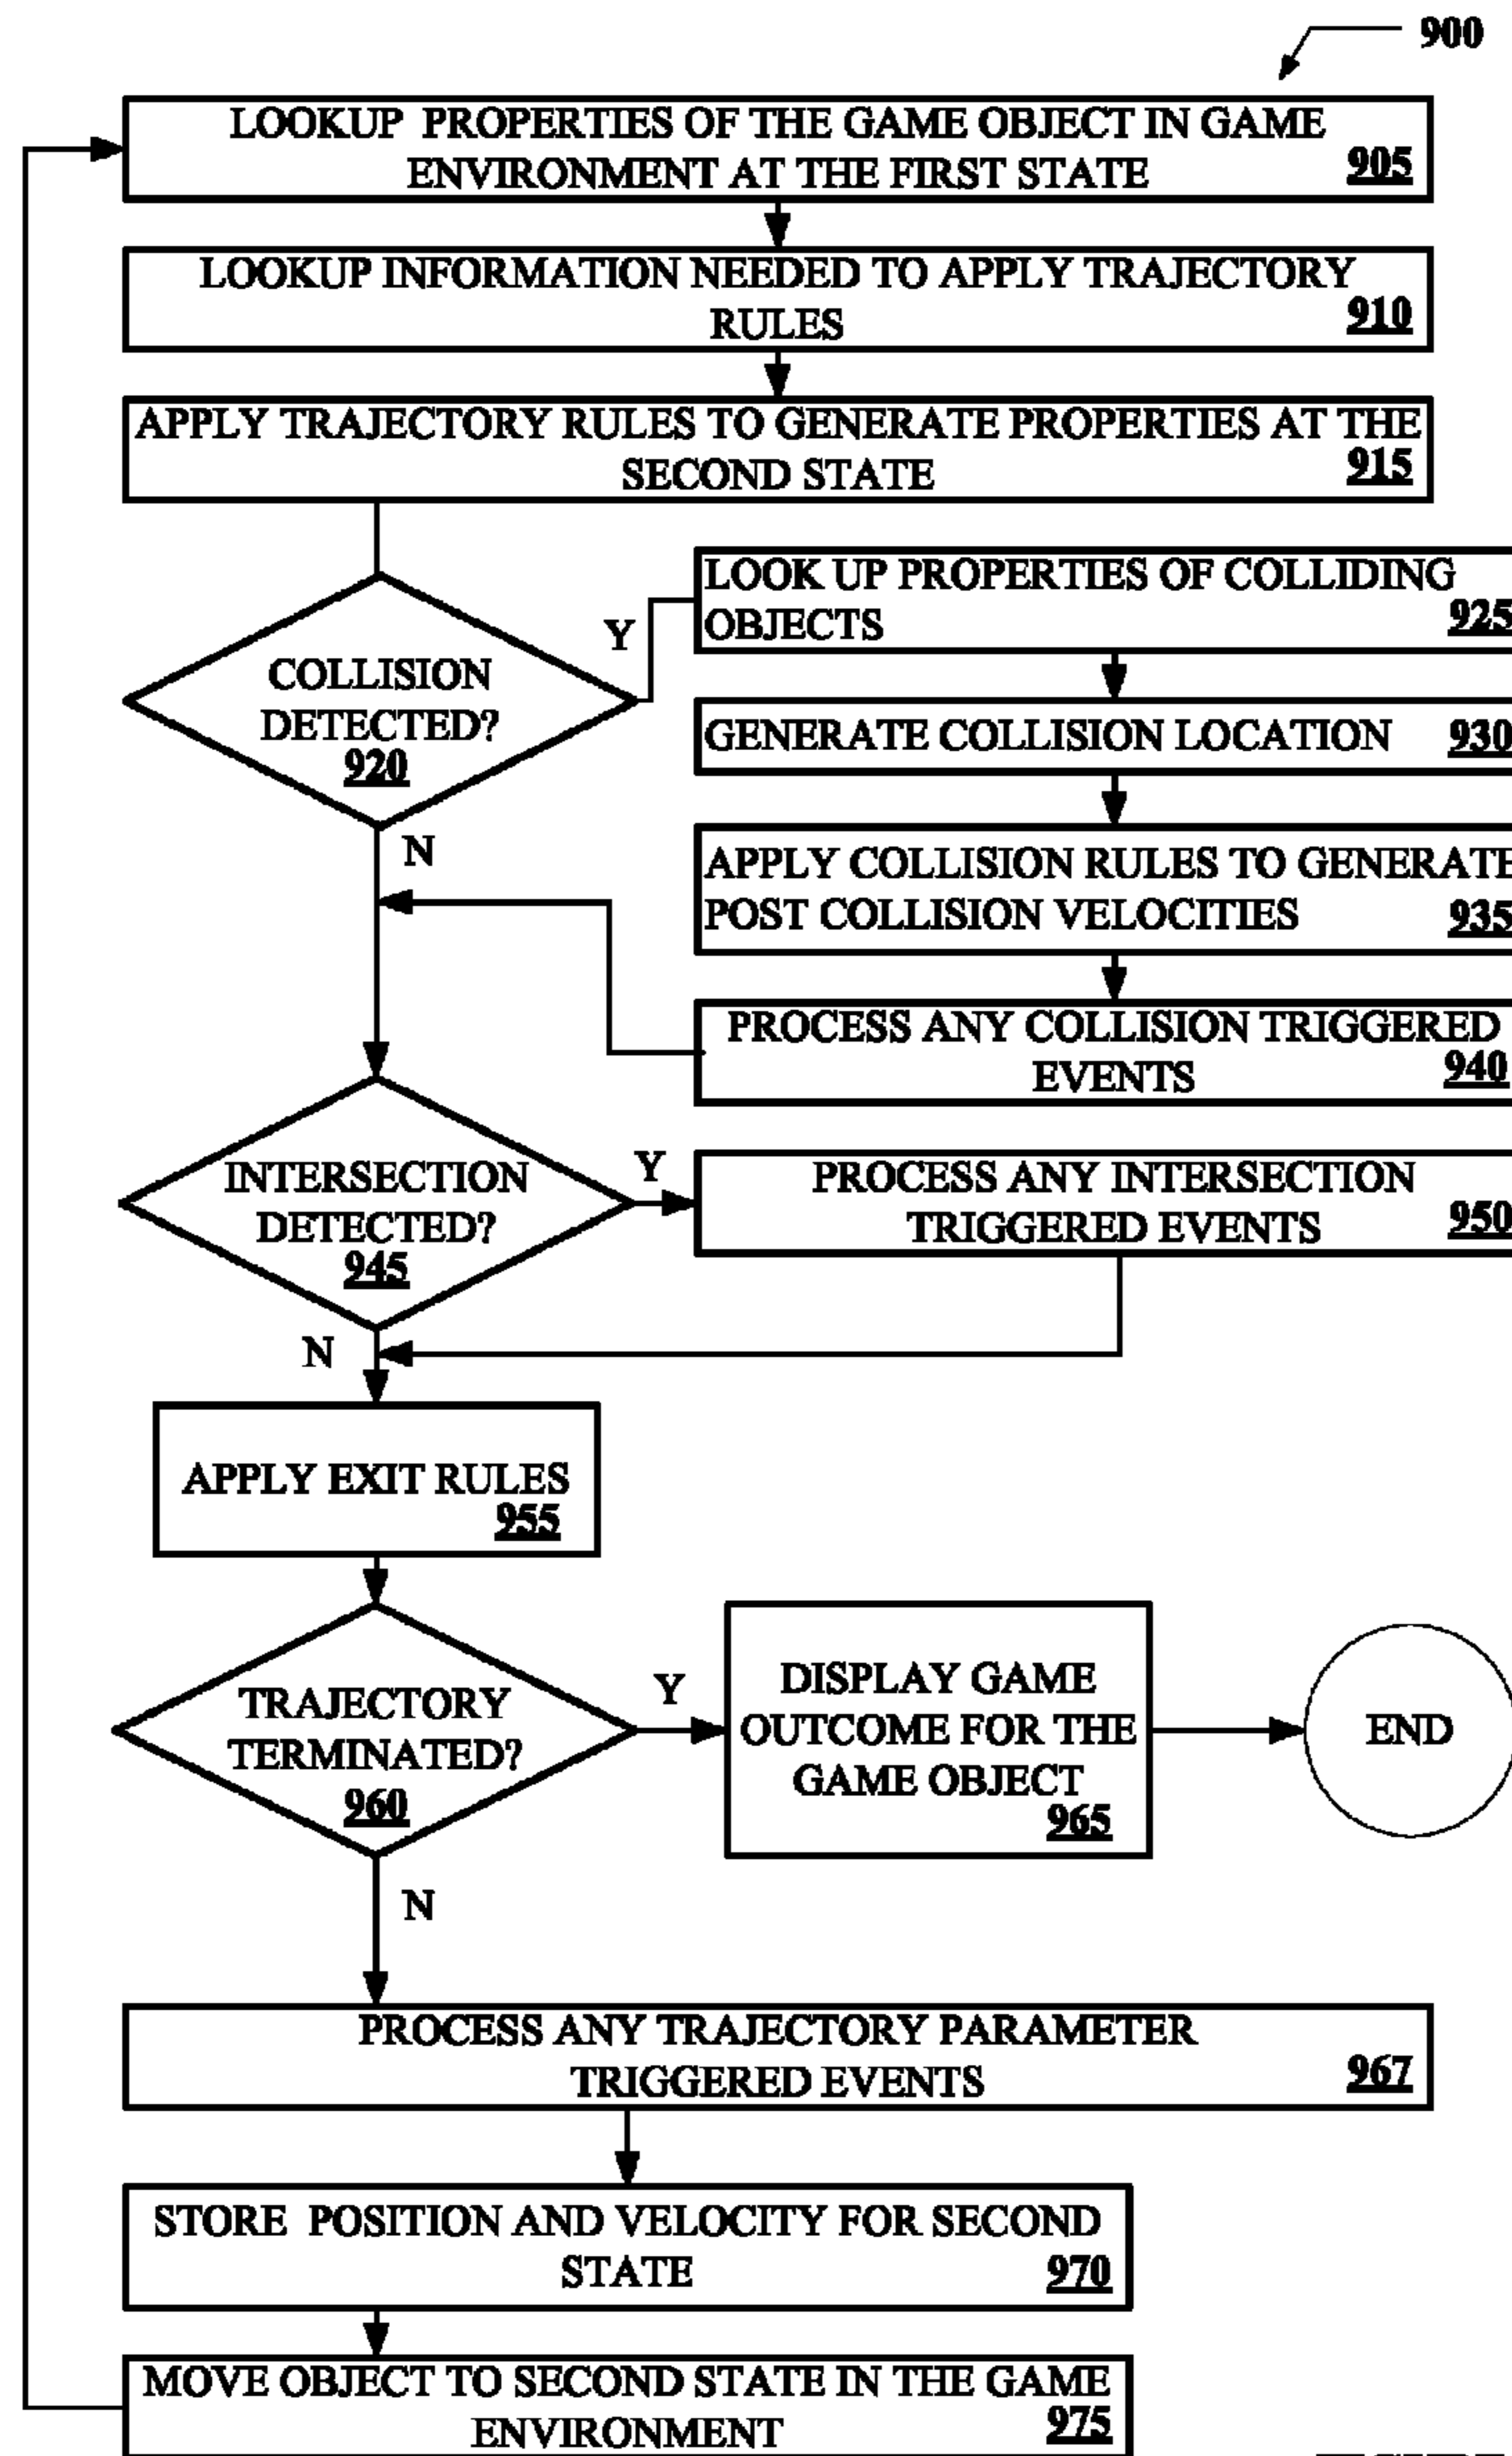 900
LOOKUP PROPERTIES OF THE GAME OBJECT IN GAME
ENVIRONMENT AT THE FIRST STATE
905
LOOKUP INFORMATION NEEDED TO APPLY TRAJECTORY
RULES
910
APPLY TRAJECTORY RULES TO GENERATE PROPERTIES AT THE
SECOND STATE
915
COLLISION
DETECTED?
920
Y
N
LOOK UP PROPERTIES OF COLLIDING
OBJECTS
925
GENERATE COLLISION LOCATION 930
APPLY COLLISION RULES TO GENERATE
POST COLLISION VELOCITIES 935
PROCESS ANY COLLISION TRIGGERED
EVENTS
940
INTERSECTION
DETECTED?
945
Y
N
PROCESS ANY INTERSECTION
TRIGGERED EVENTS
950
APPLY EXIT RULES
955
TRAJECTORY
TERMINATED?
960
Y
N
DISPLAY GAME
OUTCOME FOR THE
GAME OBJECT
965
END
PROCESS ANY TRAJECTORY PARAMETER
TRIGGERED EVENTS
967
STORE POSITION AND VELOCITY FOR SECOND
STATE
970
MOVE OBJECT TO SECOND STATE IN THE GAME
ENVIRONMENT
975